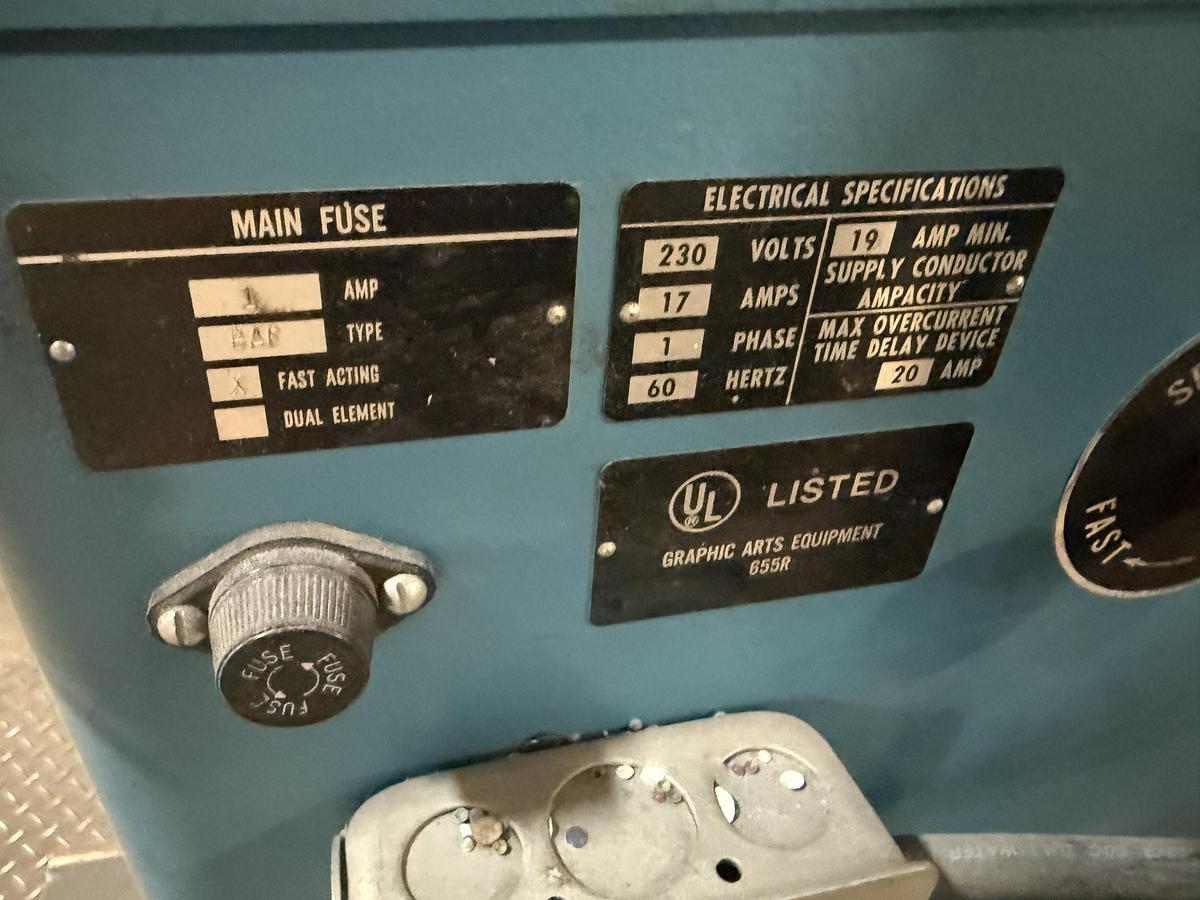 MAIN FUSE
1 AMP
BAF TYPE
X FAST ACTING
DUAL ELEMENT
ELECTRICAL SPECIFICATIONS
230 VOLTS
17 AMPS
1 PHASE
60 HERTZ
19 AMP MIN.
SUPPLY CONDUCTOR
AMPACITY
MAX OVERCURRENT
TIME DELAY DEVICE
20 AMP
UL LISTED
GRAPHIC ARTS EQUIPMENT
655R
FUSE FUSE FUSE
FAST